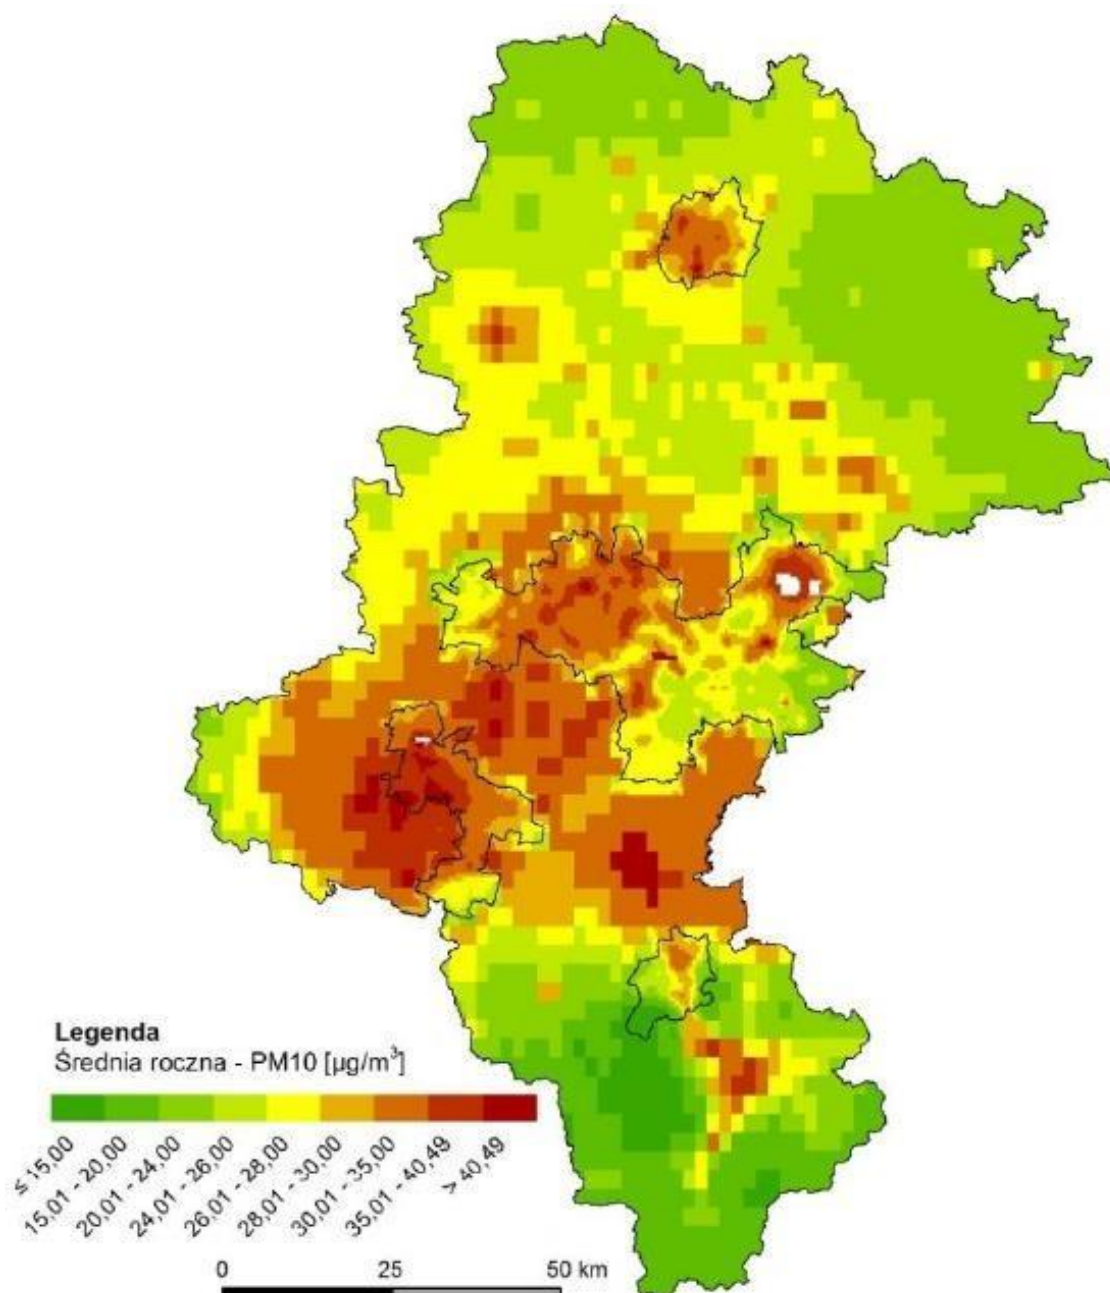 Legenda
Średnia roczna - PM10 [µg/m³]
≤ 15,00
15,01 - 20,00
20,01 - 24,00
24,01 - 26,00
26,01 - 28,00
28,01 - 30,00
30,01 - 35,00
35,01 - 40,49
> 40,49
0 25 50 km